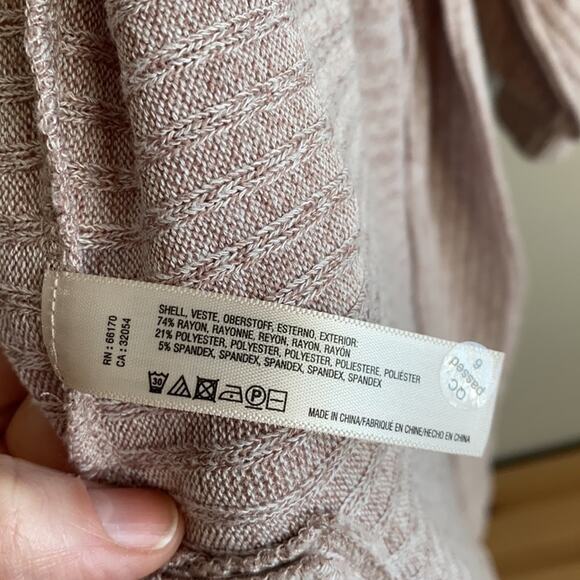 RN : 66170
CA : 32054
SHELL, VESTE, OBERSTOFF, ESTERNO, EXTERIOR:
74% RAYON, RAYONNE, REYON, RAYON, RAYÓN
21% POLYESTER, POLYESTER, POLYESTER, POLIESTERE, POLIÉSTER
5% SPANDEX, SPANDEX, SPANDEX, SPANDEX, SPANDEX
30 P
MADE IN CHINA/FABRIQUÉ EN CHINE/HECHO EN CHINA
QC
passed
6